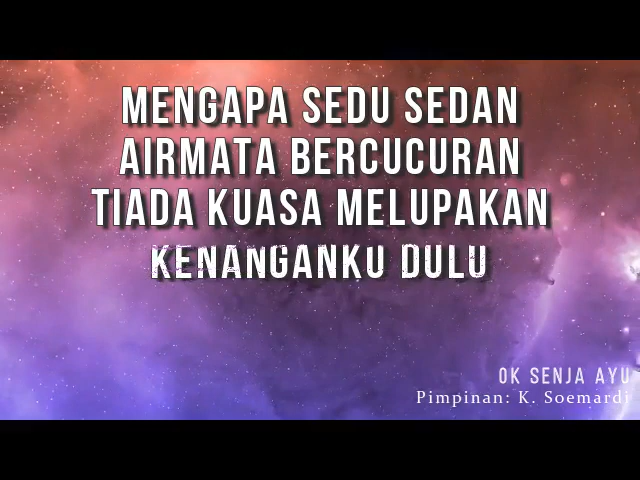 MENGAPA SEDU SEDAN
AIRMATA BERCUCURAN
TIADA KUASA MELUPAKAN
KENANGANKU DULU
OK SENJA AYU
Pimpinan: K. Soemardi